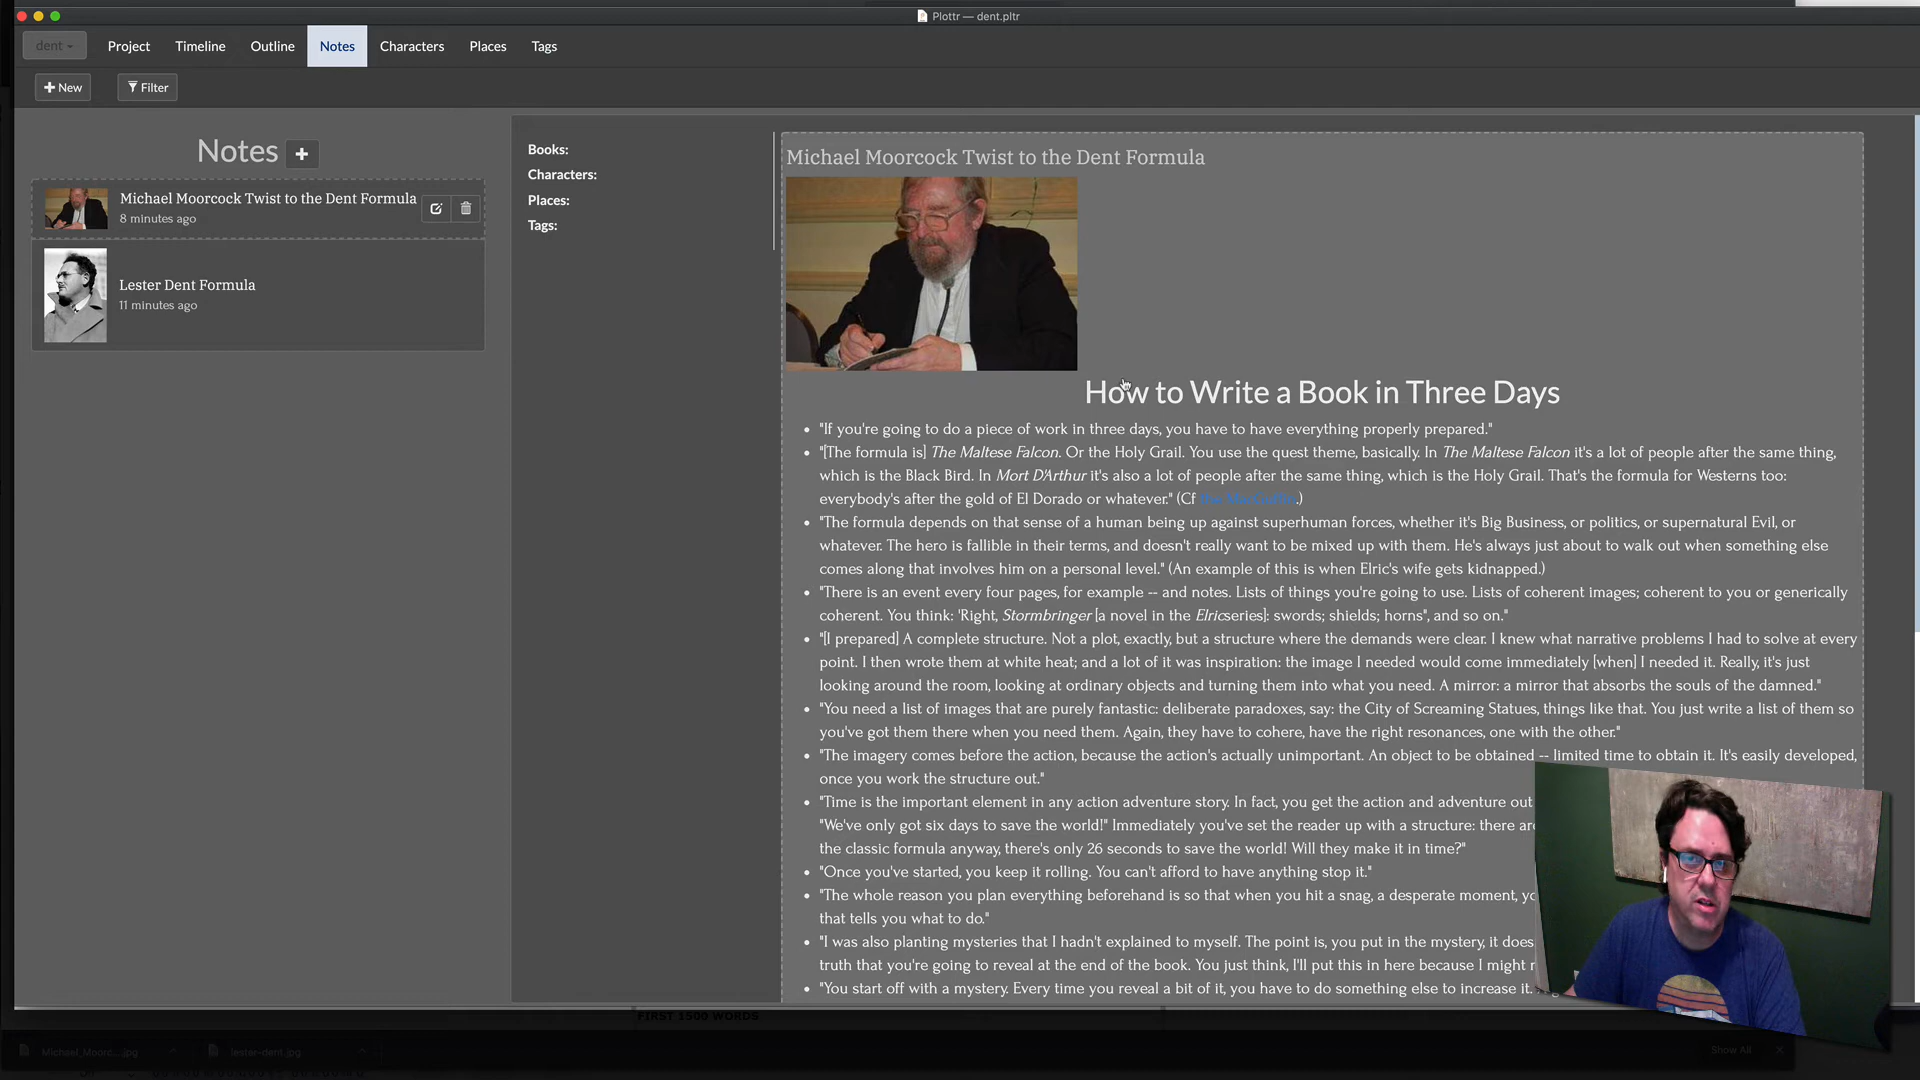 Plottr — dent.pltr
dent
Project
Timeline
Outline
Notes
Characters
Places
Tags
New
Filter
Notes
Michael Moorcock Twist to the Dent Formula
8 minutes ago
Lester Dent Formula
11 minutes ago
Books:
Characters:
Places:
Tags:
Michael Moorcock Twist to the Dent Formula
How to Write a Book in Three Days
"If you're going to do a piece of work in three days, you have to have everything properly prepared."
"[The formula is] The Maltese Falcon. Or the Holy Grail. You use the quest theme, basically. In The Maltese Falcon it's a lot of people after the same thing,
which is the Black Bird. In Mort D'Arthur it's also a lot of people after the same thing, which is the Holy Grail. That's the formula for Westerns too:
everybody's after the gold of El Dorado or whatever." (Cf .)
"The formula depends on that sense of a human being up against superhuman forces, whether it's Big Business, or politics, or supernatural Evil, or
whatever. The hero is fallible in their terms, and doesn't really want to be mixed up with them. He's always just about to walk out when something else
comes along that involves him on a personal level." (An example of this is when Elric's wife gets kidnapped.)
"There is an event every four pages, for example -- and notes. Lists of things you're going to use. Lists of coherent images; coherent to you or generically
coherent. You think: 'Right, Stormbringer [a novel in the Elricseries]: swords; shields; horns", and so on."
"[I prepared] A complete structure. Not a plot, exactly, but a structure where the demands were clear. I knew what narrative problems I had to solve at every
point. I then wrote them at white heat; and a lot of it was inspiration: the image I needed would come immediately [when] I needed it. Really, it's just
looking around the room, looking at ordinary objects and turning them into what you need. A mirror: a mirror that absorbs the souls of the damned."
"You need a list of images that are purely fantastic: deliberate paradoxes, say: the City of Screaming Statues, things like that. You just write a list of them so
you've got them there when you need them. Again, they have to cohere, have the right resonances, one with the other."
"The imagery comes before the action, because the action's actually unimportant. An object to be obtained -- limited time to obtain it. It's easily developed,
once you work the structure out."
"Time is the important element in any action adventure story. In fact, you get the action and adventure out
"We've only got six days to save the world!" Immediately you've set the reader up with a structure: there
the classic formula anyway, there's only 26 seconds to save the world! Will they make it in time?"
"Once you've started, you keep it rolling. You can't afford to have anything stop it."
"The whole reason you plan everything beforehand is so that when you hit a snag, a desperate moment,
that tells you what to do."
"I was also planting mysteries that I hadn't explained to myself. The point is, you put in the mystery, it
truth that you're going to reveal at the end of the book. You just think, I'll put this in here because I might
"You start off with a mystery. Every time you reveal a bit of it, you have to do something else to increase it.
FIRST 1500 WORDS
Michael_Moorc....jpg
lester-dent.jpg
Show All